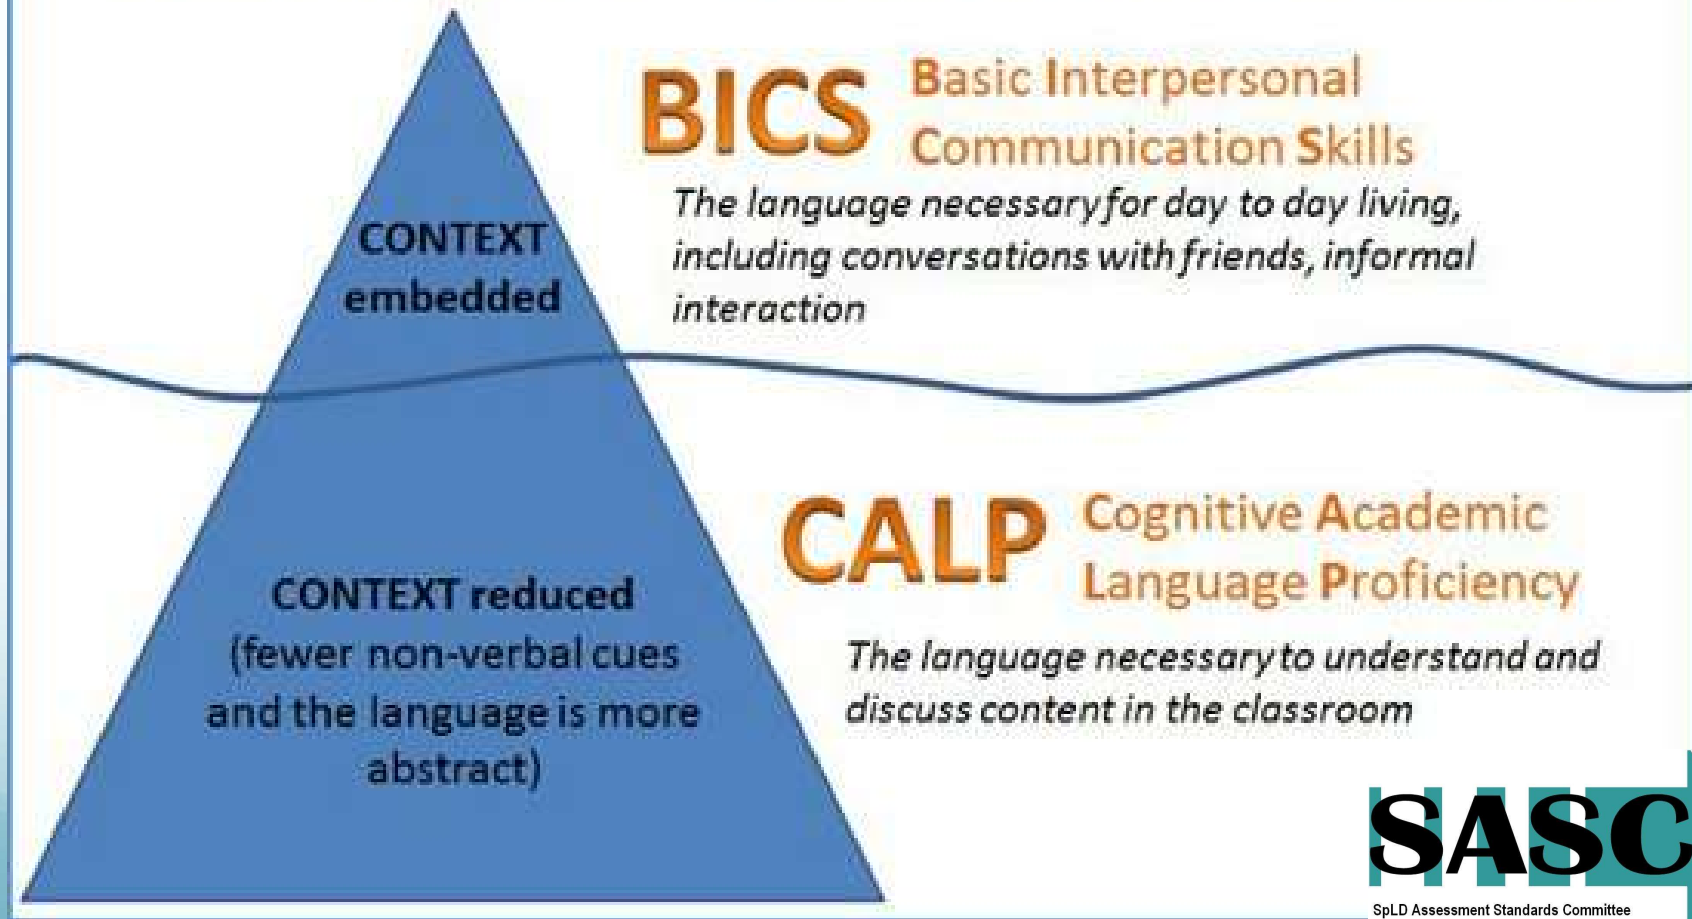 BICS
Basic Interpersonal
Communication Skills
The language necessary for day to day living,
including conversations with friends, informal
interaction
CONTEXT
embedded
CALP
Cognitive Academic
Language Proficiency
The language necessary to understand and
discuss content in the classroom
CONTEXT reduced
(fewer non-verbal cues
and the language is more
abstract)
SASC
SpLD Assessment Standards Committee